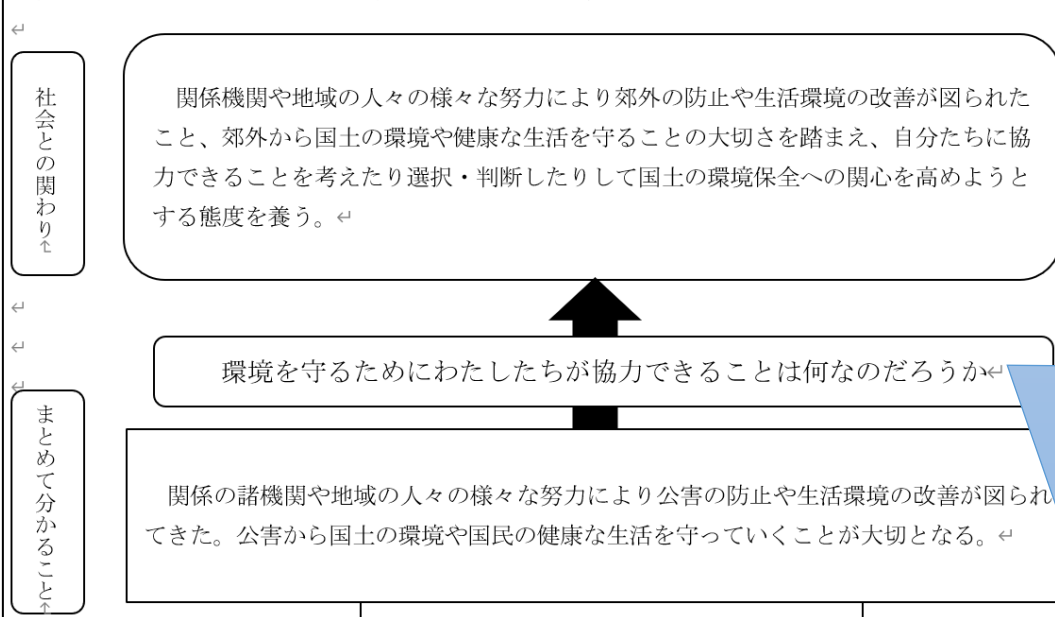 社会との関わり
関係機関や地域の人々の様々な努力により郊外の防止や生活環境の改善が図られた
こと、郊外から国土の環境や健康な生活を守ることの大切さを踏まえ、自分たちに協
力できることを考えたり選択・判断したりして国土の環境保全への関心を高めようと
する態度を養う。
環境を守るためにわたしたちが協力できることは何なのだろうか
まとめて分かること
関係の諸機関や地域の人々の様々な努力により公害の防止や生活環境の改善が図られ
てきた。公害から国土の環境や国民の健康な生活を守っていくことが大切となる。